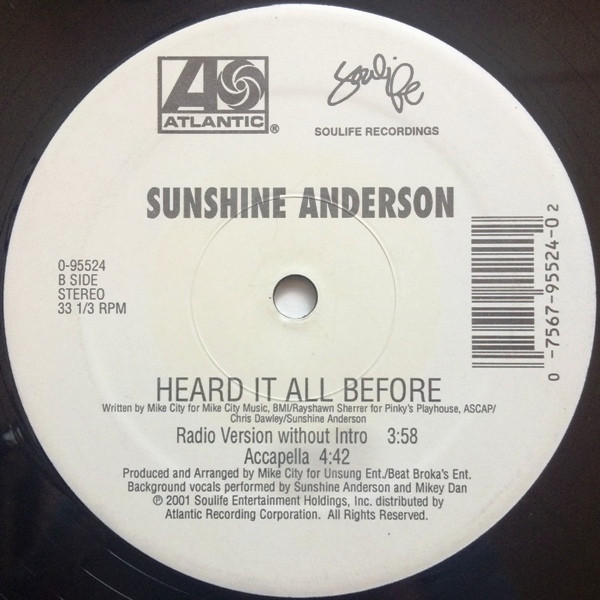 ATLANTIC®
Soulife
SOULIFE RECORDINGS
SUNSHINE ANDERSON
0-95524
B SIDE
STEREO
33 1/3 RPM
0 -7567-95524-0 2
HEARD IT ALL BEFORE
Written by Mike City for Mike City Music, BMI/Rayshawn Sherrer for Pinky's Playhouse, ASCAP/
Chris Dawley/Sunshine Anderson
Radio Version without Intro 3:58
Accapella 4:42
Produced and Arranged by Mike City for Unsung Ent./Beat Broka's Ent.
Background vocals performed by Sunshine Anderson and Mikey Dan
℗ 2001 Soulife Entertainment Holdings, Inc. distributed by
Atlantic Recording Corporation. All Rights Reserved.